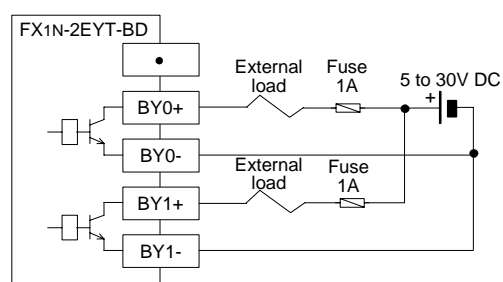 FX1N-2EYT-BD
External
load
Fuse
1A
5 to 30V DC
+
BY0+
BY0-
External
load
Fuse
1A
BY1+
BY1-